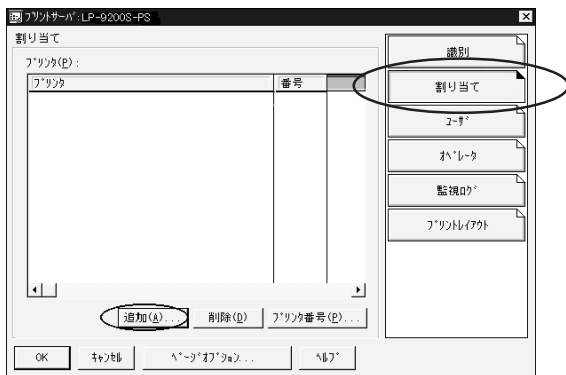 ﾌﾟﾘﾝﾄｻｰﾊﾞ:LP-9200S-PS
割り当て
ﾌﾟﾘﾝﾀ(P):
ﾌﾟﾘﾝﾀ 番号
追加(A)... 削除(D) ﾌﾟﾘﾝﾀ番号(P)...
識別
割り当て
ﾕｰｻﾞ
ｵﾍﾟﾚｰﾀ
監視ﾛｸﾞ
ﾌﾟﾘﾝﾄﾚｲｱｳﾄ
OK ｷｬﾝｾﾙ ﾍﾟｰｼﾞｵﾌﾟｼｮﾝ... ﾍﾙﾌﾟ